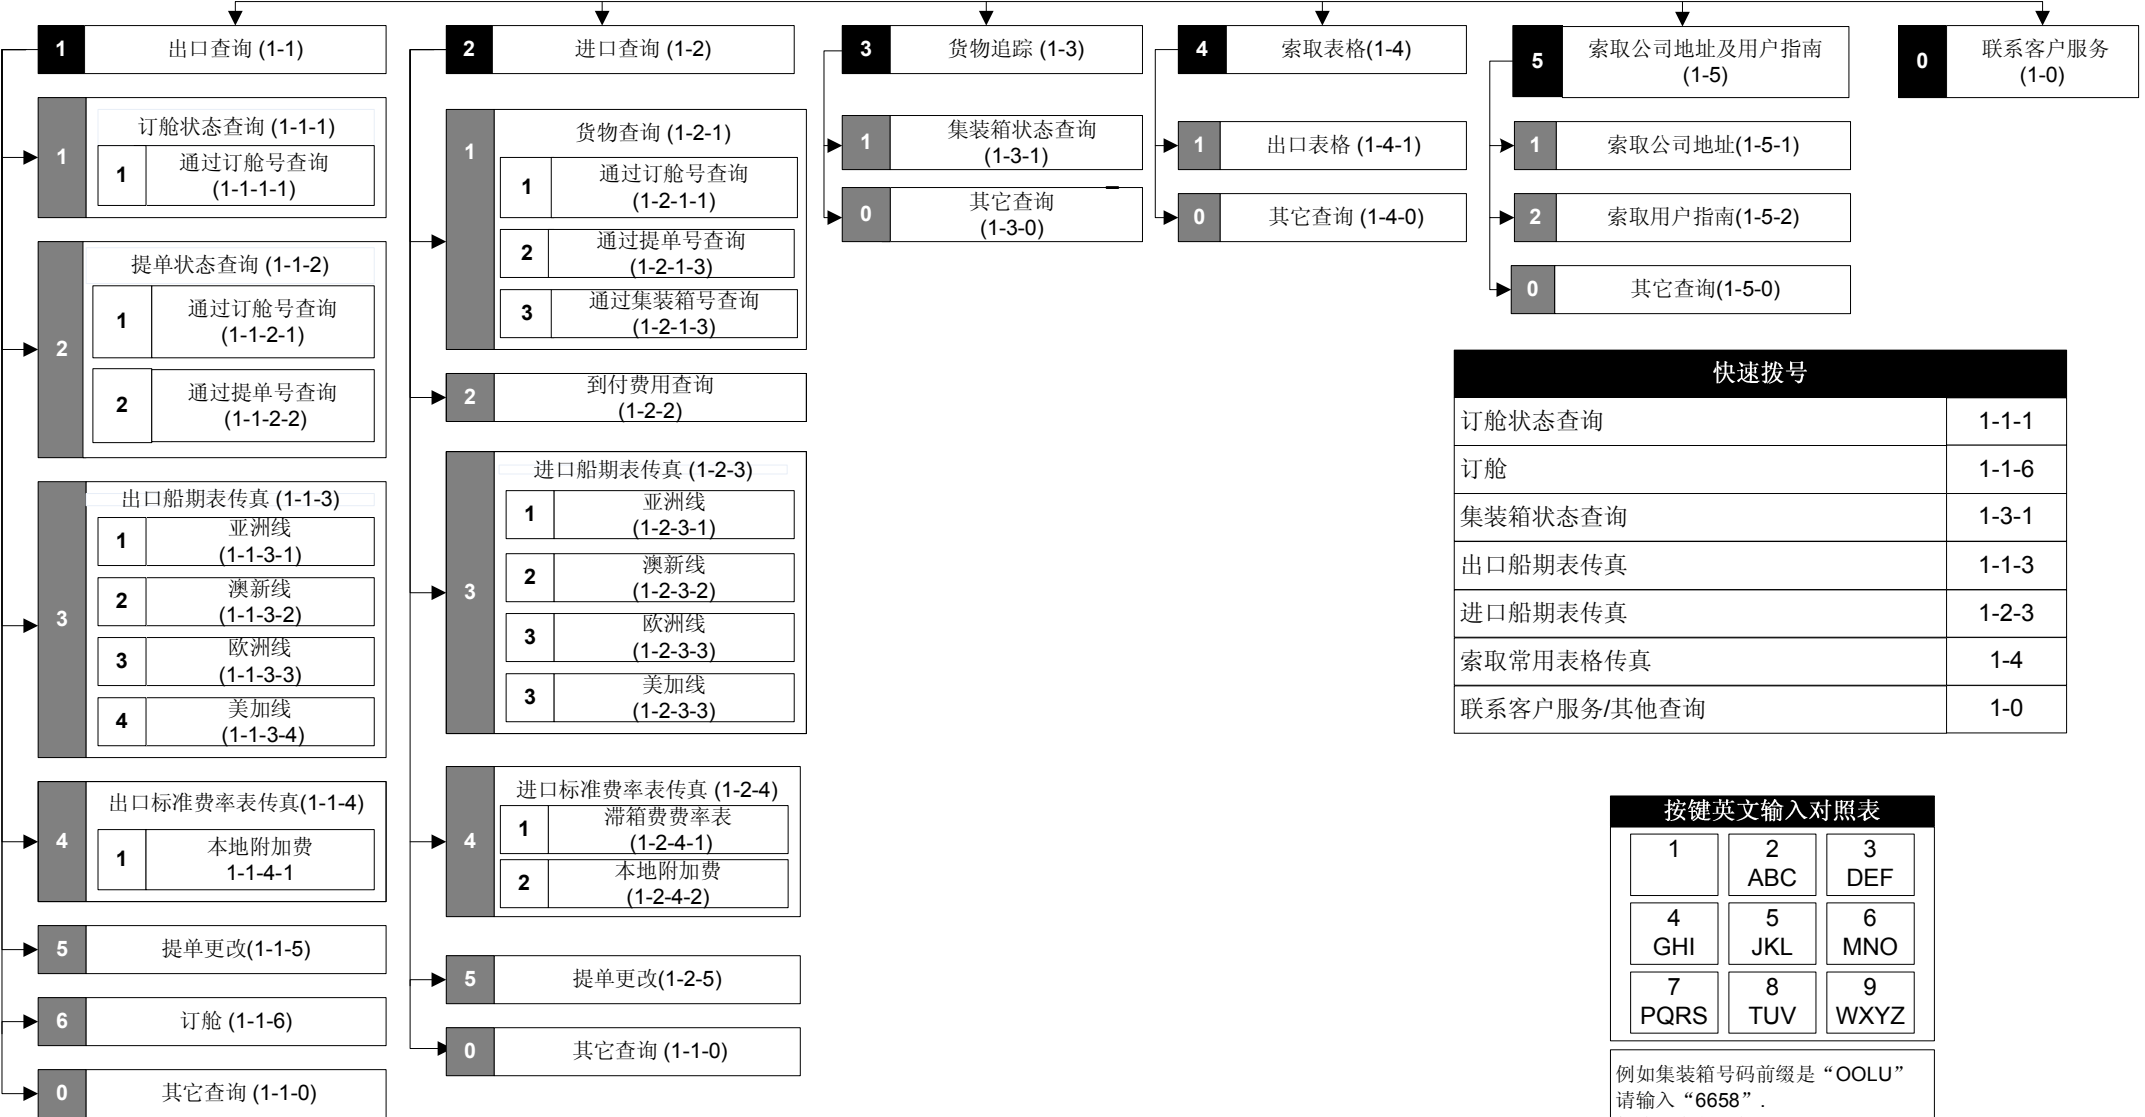 1 出口查询 (1-1)
1
订舱状态查询 (1-1-1)
1 通过订舱号查询
(1-1-1-1)
2
提单状态查询 (1-1-2)
1 通过订舱号查询
(1-1-2-1)
2 通过提单号查询
(1-1-2-2)
3
出口船期表传真 (1-1-3)
1 亚洲线
(1-1-3-1)
2 澳新线
(1-1-3-2)
3 欧洲线
(1-1-3-3)
4 美加线
(1-1-3-4)
4
出口标准费率表传真(1-1-4)
1 本地附加费
1-1-4-1
5 提单更改(1-1-5)
6 订舱 (1-1-6)
0 其它查询 (1-1-0)
2 进口查询 (1-2)
1
货物查询 (1-2-1)
1 通过订舱号查询
(1-2-1-1)
2 通过提单号查询
(1-2-1-3)
3 通过集装箱号查询
(1-2-1-3)
2 到付费用查询
(1-2-2)
3
进口船期表传真 (1-2-3)
1 亚洲线
(1-2-3-1)
2 澳新线
(1-2-3-2)
3 欧洲线
(1-2-3-3)
3 美加线
(1-2-3-3)
4
进口标准费率表传真 (1-2-4)
1 滞箱费费率表
(1-2-4-1)
2 本地附加费
(1-2-4-2)
5 提单更改(1-2-5)
0 其它查询 (1-1-0)
3 货物追踪 (1-3)
1 集装箱状态查询
(1-3-1)
0 其它查询
(1-3-0)
4 索取表格(1-4)
1 出口表格 (1-4-1)
0 其它查询 (1-4-0)
5 索取公司地址及用户指南
(1-5)
1 索取公司地址(1-5-1)
2 索取用户指南(1-5-2)
0 其它查询(1-5-0)
0 联系客户服务
(1-0)
快速拨号
订舱状态查询 1-1-1
订舱 1-1-6
集装箱状态查询 1-3-1
出口船期表传真 1-1-3
进口船期表传真 1-2-3
索取常用表格传真 1-4
联系客户服务/其他查询 1-0
按键英文输入对照表
1 2 3
ABC DEF
4 5 6
GHI JKL MNO
7 8 9
PQRS TUV WXYZ
例如集装箱号码前缀是“OOLU”
请输入“6658”.